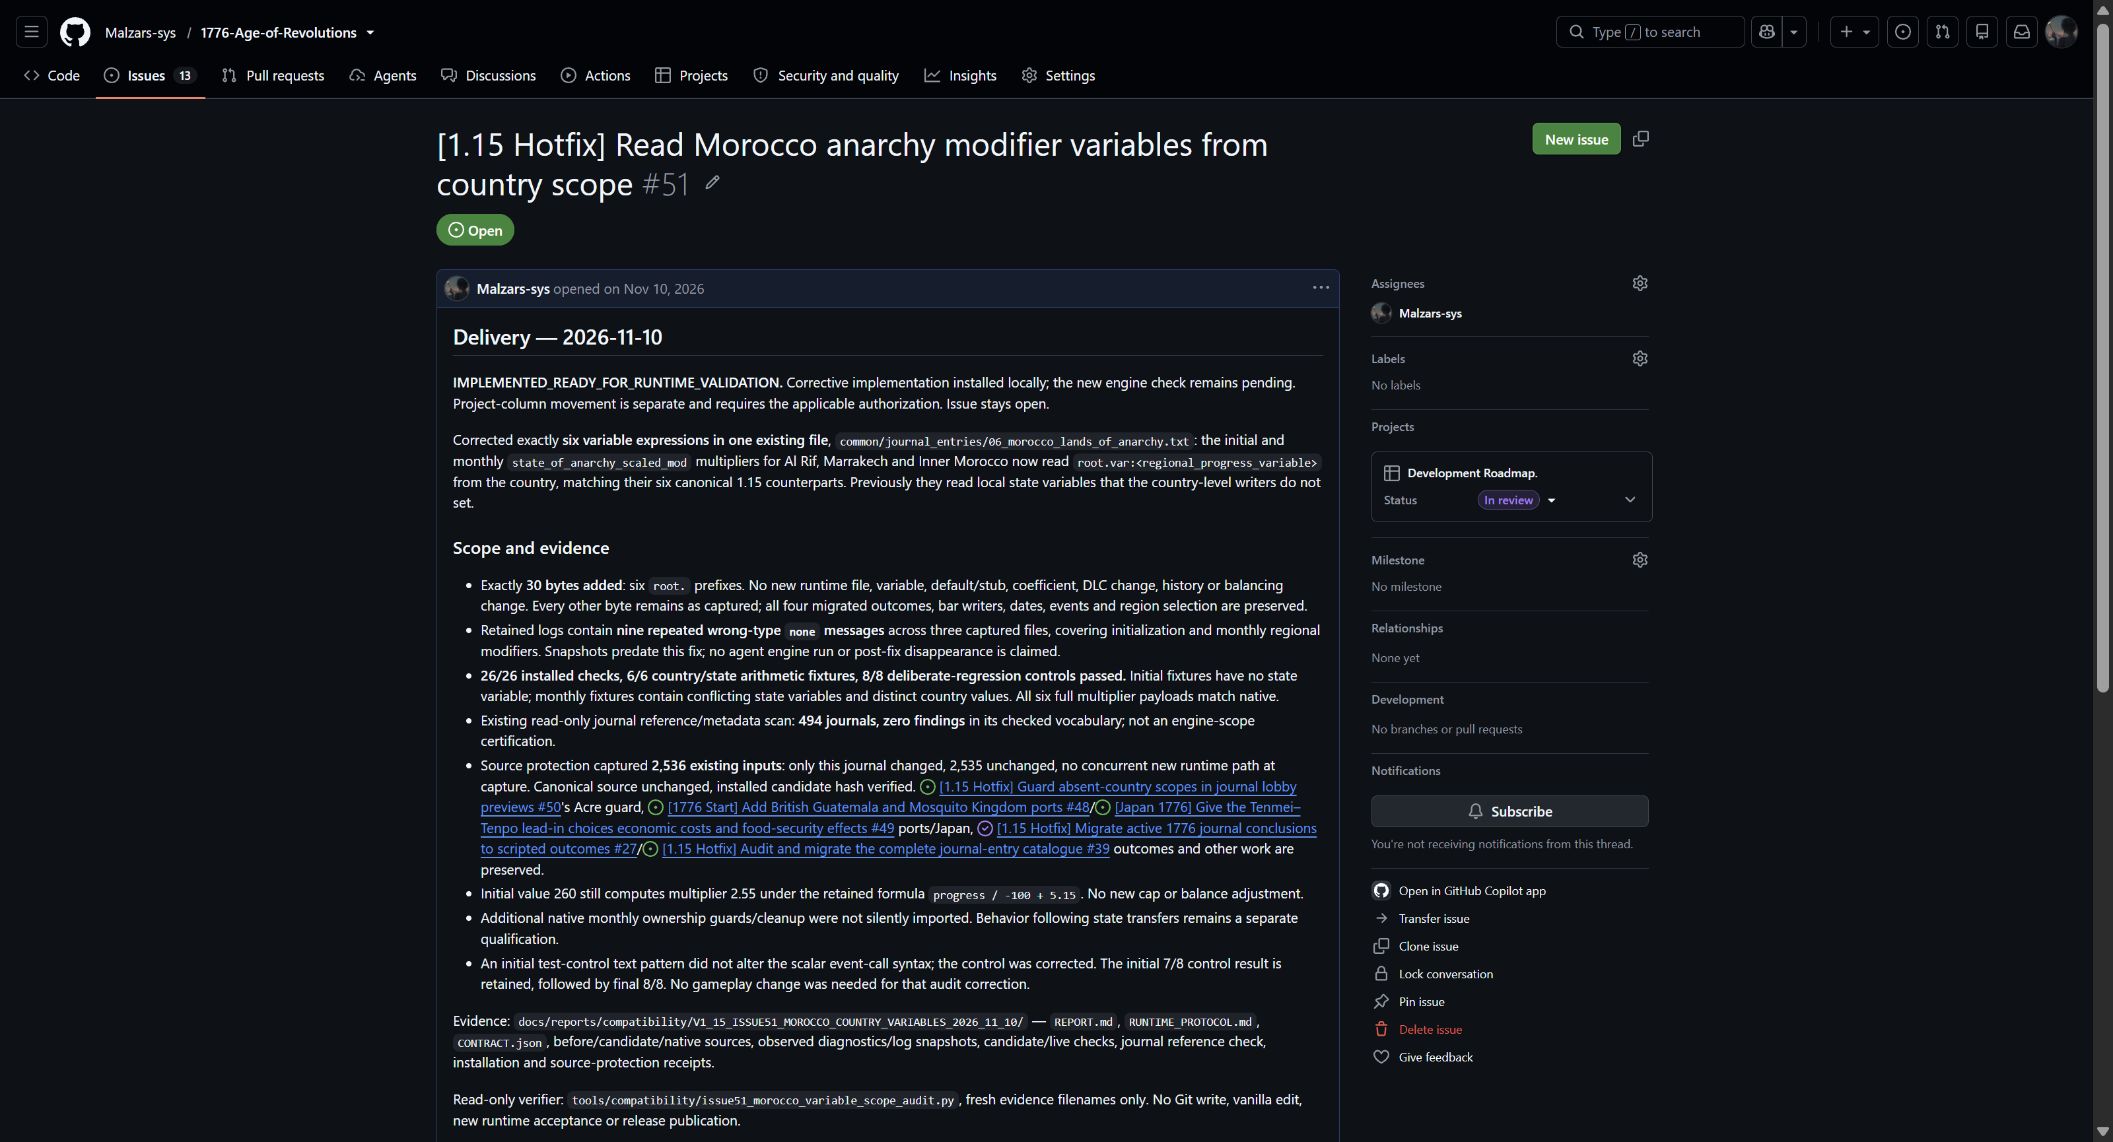 Malzars-sys / 1776-Age-of-Revolutions
Type / to search
Code
Issues 13
Pull requests
Agents
Discussions
Actions
Projects
Security and quality
Insights
Settings
[1.15 Hotfix] Read Morocco anarchy modifier variables from
country scope #51
New issue
Open
Malzars-sys opened on Nov 10, 2026
Delivery — 2026-11-10
IMPLEMENTED_READY_FOR_RUNTIME_VALIDATION. Corrective implementation installed locally; the new engine check remains pending.
Project-column movement is separate and requires the applicable authorization. Issue stays open.
Corrected exactly six variable expressions in one existing file, common/journal_entries/06_morocco_lands_of_anarchy.txt : the initial and
monthly state_of_anarchy_scaled_mod multipliers for Al Rif, Marrakech and Inner Morocco now read root.var:<regional_progress_variable>
from the country, matching their six canonical 1.15 counterparts. Previously they read local state variables that the country-level writers do not
set.
Scope and evidence
• Exactly 30 bytes added: six root. prefixes. No new runtime file, variable, default/stub, coefficient, DLC change, history or balancing
change. Every other byte remains as captured; all four migrated outcomes, bar writers, dates, events and region selection are preserved.
• Retained logs contain nine repeated wrong-type none messages across three captured files, covering initialization and monthly regional
modifiers. Snapshots predate this fix; no agent engine run or post-fix disappearance is claimed.
• 26/26 installed checks, 6/6 country/state arithmetic fixtures, 8/8 deliberate-regression controls passed. Initial fixtures have no state
variable; monthly fixtures contain conflicting state variables and distinct country values. All six full multiplier payloads match native.
• Existing read-only journal reference/metadata scan: 494 journals, zero findings in its checked vocabulary; not an engine-scope
certification.
• Source protection captured 2,536 existing inputs: only this journal changed, 2,535 unchanged, no concurrent new runtime path at
capture. Canonical source unchanged, installed candidate hash verified. [1.15 Hotfix] Guard absent-country scopes in journal lobby
previews #50's Acre guard, [1776 Start] Add British Guatemala and Mosquito Kingdom ports #48/ [Japan 1776] Give the Tenmei–
Tenpo lead-in choices economic costs and food-security effects #49 ports/Japan, [1.15 Hotfix] Migrate active 1776 journal conclusions
to scripted outcomes #27/ [1.15 Hotfix] Audit and migrate the complete journal-entry catalogue #39 outcomes and other work are
preserved.
• Initial value 260 still computes multiplier 2.55 under the retained formula progress / -100 + 5.15 . No new cap or balance adjustment.
• Additional native monthly ownership guards/cleanup were not silently imported. Behavior following state transfers remains a separate
qualification.
• An initial test-control text pattern did not alter the scalar event-call syntax; the control was corrected. The initial 7/8 control result is
retained, followed by final 8/8. No gameplay change was needed for that audit correction.
Evidence: docs/reports/compatibility/V1_15_ISSUE51_MOROCCO_COUNTRY_VARIABLES_2026_11_10/ — REPORT.md , RUNTIME_PROTOCOL.md ,
CONTRACT.json , before/candidate/native sources, observed diagnostics/log snapshots, candidate/live checks, journal reference check,
installation and source-protection receipts.
Read-only verifier: tools/compatibility/issue51_morocco_variable_scope_audit.py , fresh evidence filenames only. No Git write, vanilla edit,
new runtime acceptance or release publication.
Assignees
Malzars-sys
Labels
No labels
Projects
Development Roadmap.
Status In review
Milestone
No milestone
Relationships
None yet
Development
No branches or pull requests
Notifications
Subscribe
You're not receiving notifications from this thread.
Open in GitHub Copilot app
Transfer issue
Clone issue
Lock conversation
Pin issue
Delete issue
Give feedback